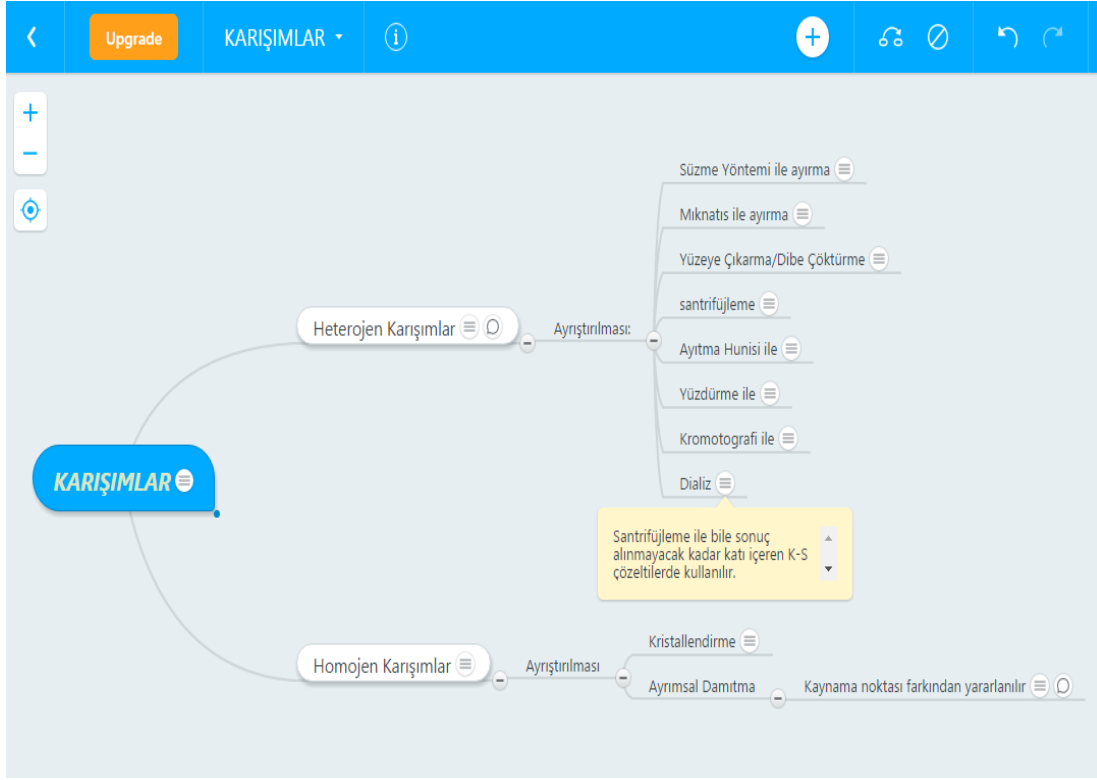 Upgrade
KARIŞIMLAR
Süzme Yöntemi ile ayırma
Mıknatıs ile ayırma
Yüzeye Çıkarma/Dibe Çöktürme
santrifüjleme
Heterojen Karışımlar
Ayrıştırılması:
Ayıtma Hunisi ile
Yüzdürme ile
Kromotografi ile
KARIŞIMLAR
Dializ
Santrifüjleme ile bile sonuç
alınmayacak kadar katı içeren K-S
çözeltilerde kullanılır.
Homojen Karışımlar
Ayrıştırılması
Kristallendirme
Ayrımsal Damıtma
Kaynama noktası farkından yararlanılır